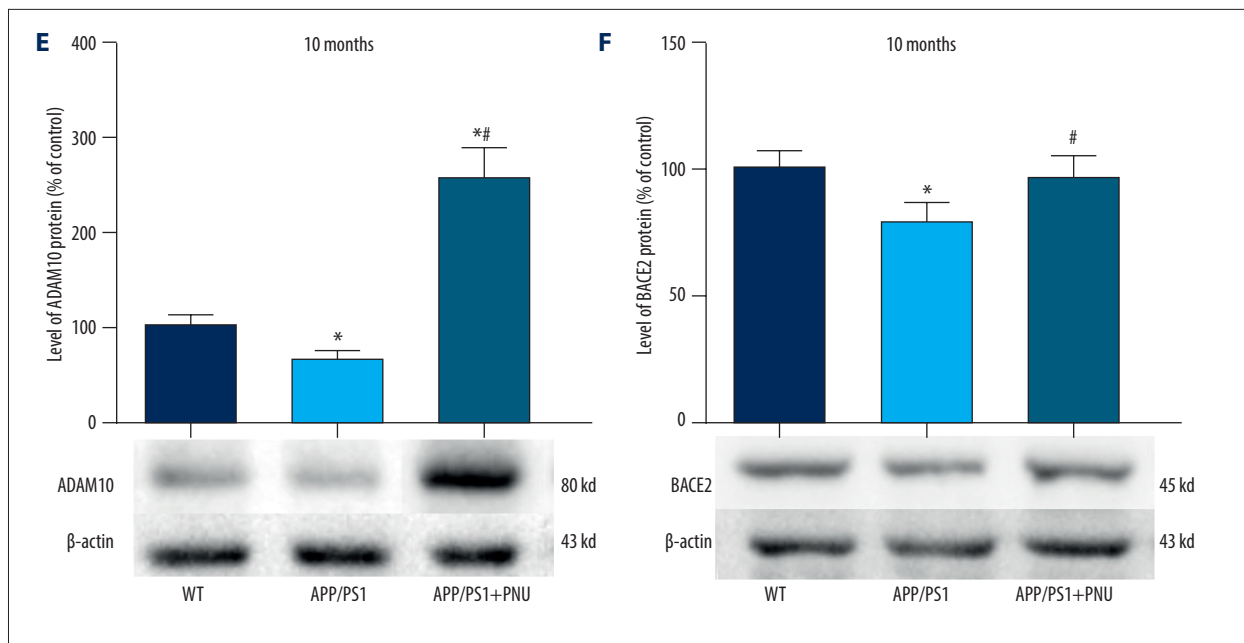 E
10 months
Level of ADAM10 protein (% of control)
400
300
200
100
0
*
*#
ADAM10
80 kd
β-actin
43 kd
WT
APP/PS1
APP/PS1+PNU
F
10 months
Level of BACE2 protein (% of control)
150
100
50
0
*
#
BACE2
45 kd
β-actin
43 kd
WT
APP/PS1
APP/PS1+PNU